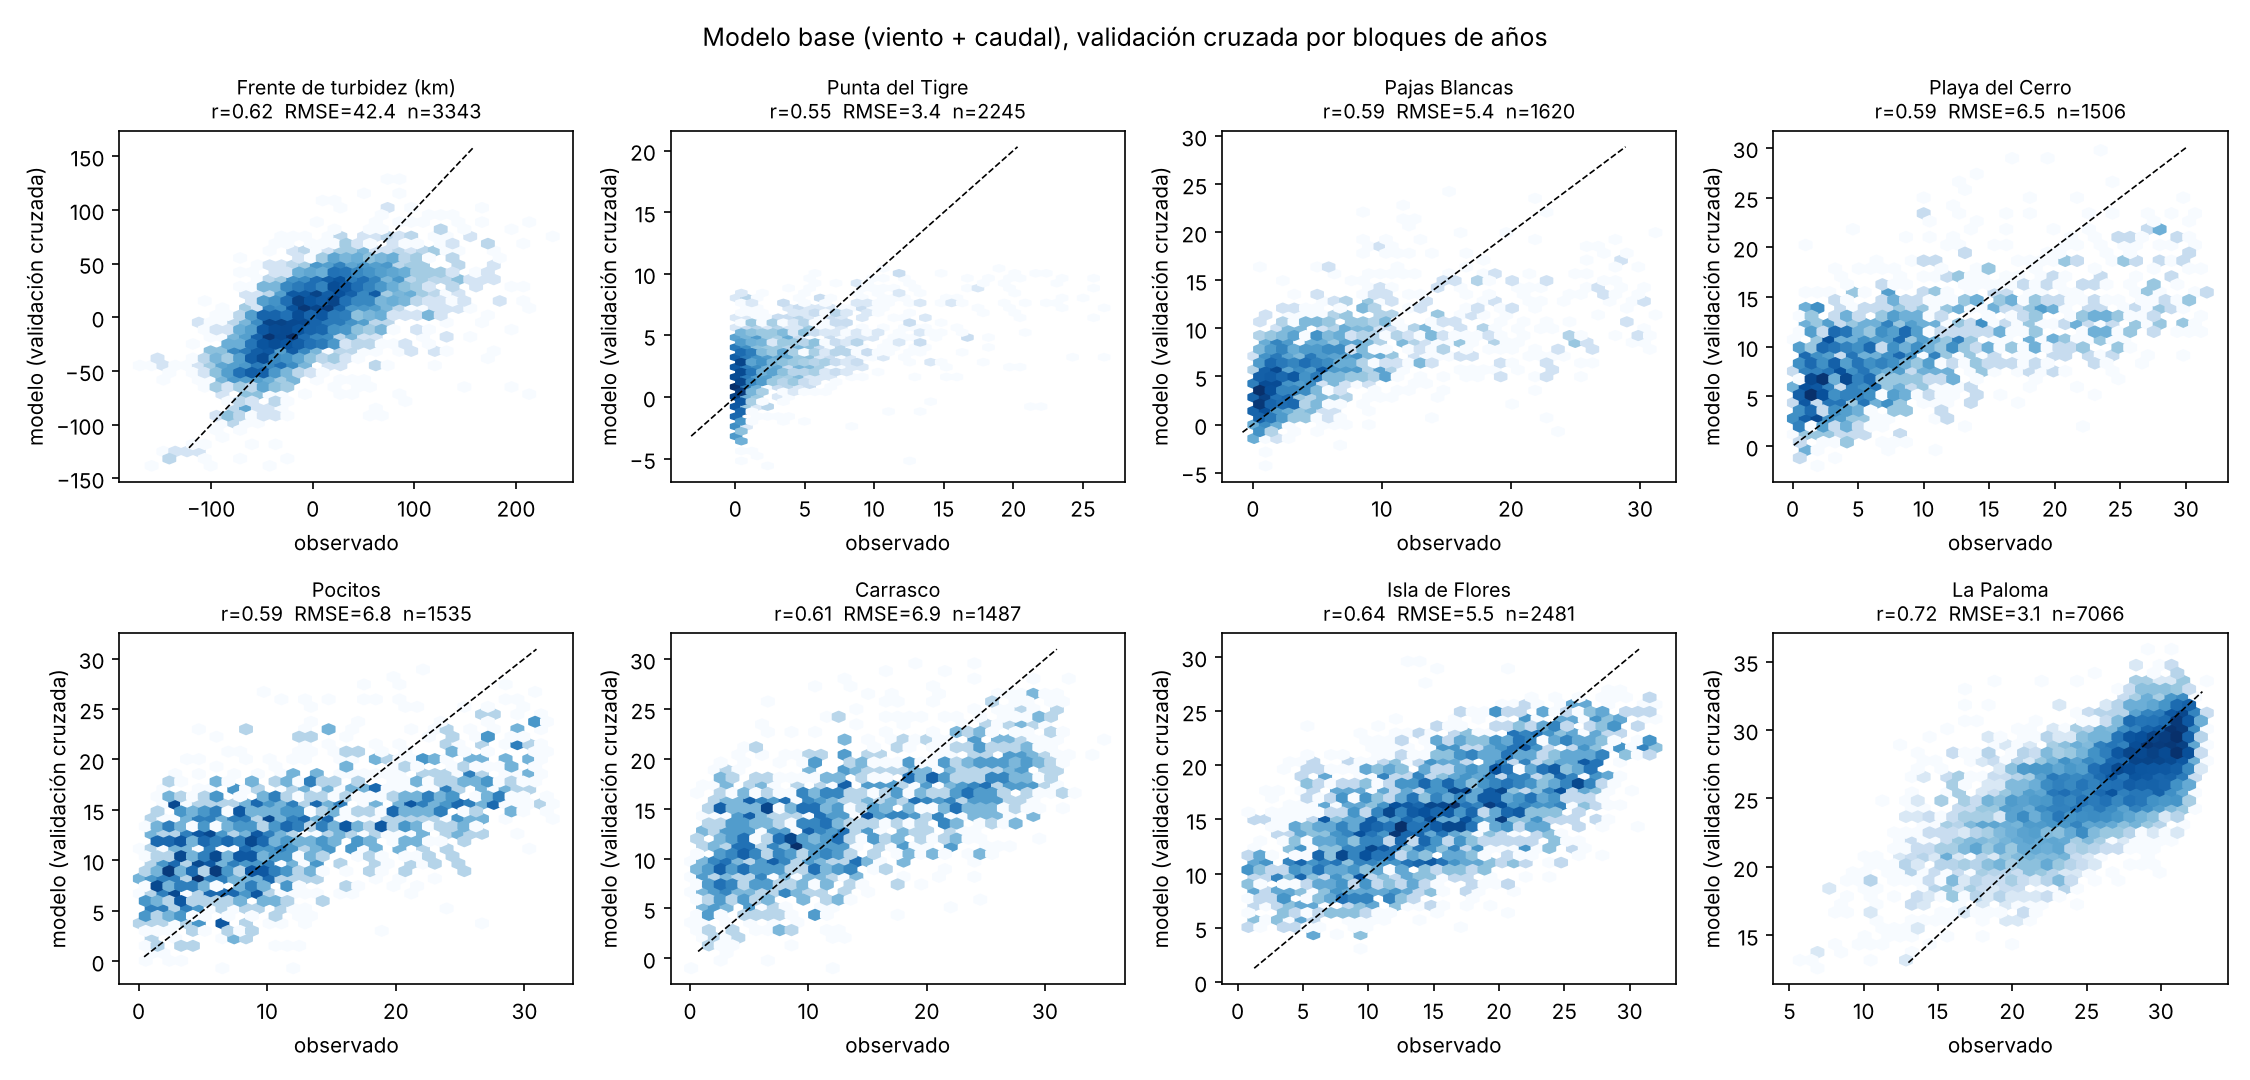 Modelo base (viento + caudal), validación cruzada por bloques de años
Frente de turbidez (km)
r=0.62 RMSE=42.4 n=3343
150
100
50
0
−50
−100
−150
modelo (validación cruzada)
−100 0 100 200
observado
Punta del Tigre
r=0.55 RMSE=3.4 n=2245
20
15
10
5
0
−5
modelo (validación cruzada)
0 5 10 15 20 25
observado
Pajas Blancas
r=0.59 RMSE=5.4 n=1620
30
25
20
15
10
5
0
−5
modelo (validación cruzada)
0 10 20 30
observado
Playa del Cerro
r=0.59 RMSE=6.5 n=1506
30
25
20
15
10
5
0
modelo (validación cruzada)
0 5 10 15 20 25 30
observado
Pocitos
r=0.59 RMSE=6.8 n=1535
30
25
20
15
10
5
0
modelo (validación cruzada)
0 10 20 30
observado
Carrasco
r=0.61 RMSE=6.9 n=1487
30
25
20
15
10
5
0
modelo (validación cruzada)
0 10 20 30
observado
Isla de Flores
r=0.64 RMSE=5.5 n=2481
30
25
20
15
10
5
0
modelo (validación cruzada)
0 5 10 15 20 25 30
observado
La Paloma
r=0.72 RMSE=3.1 n=7066
35
30
25
20
15
modelo (validación cruzada)
5 10 15 20 25 30
observado